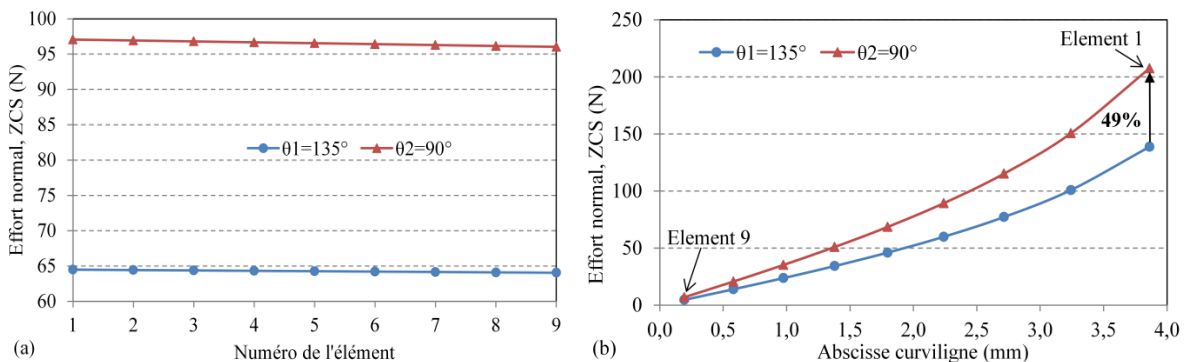 Effort normal, ZCS (N)
100
95
90
85
80
75
70
65
60
θ1=135°
θ2=90°
1 2 3 4 5 6 7 8 9
Numéro de l'élément
(a)
Effort normal, ZCS (N)
250
200
150
100
50
0
θ1=135°
θ2=90°
Element 1
49%
Element 9
0,0 0,5 1,0 1,5 2,0 2,5 3,0 3,5 4,0
Abscisse curviligne (mm)
(b)